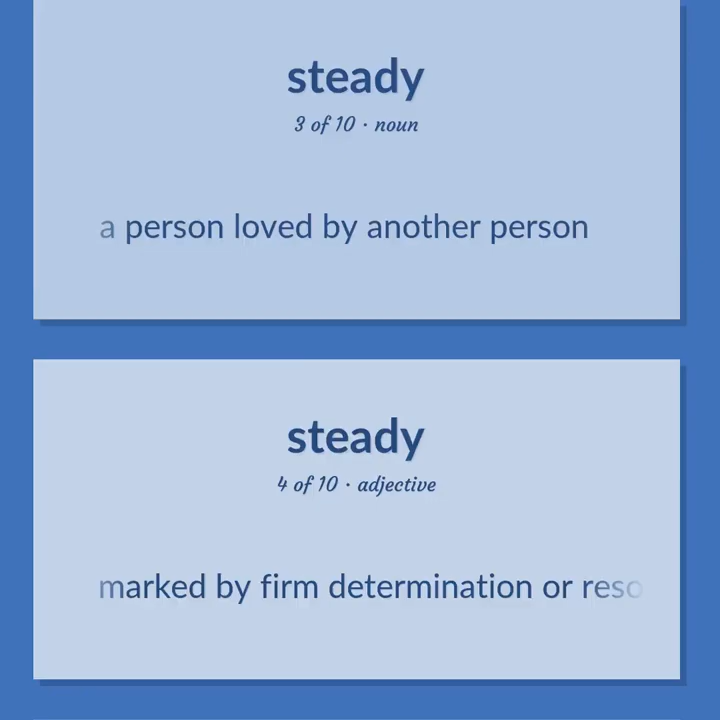 steady
3 of 10 · noun
a person loved by another person
steady
4 of 10 · adjective
marked by firm determination or